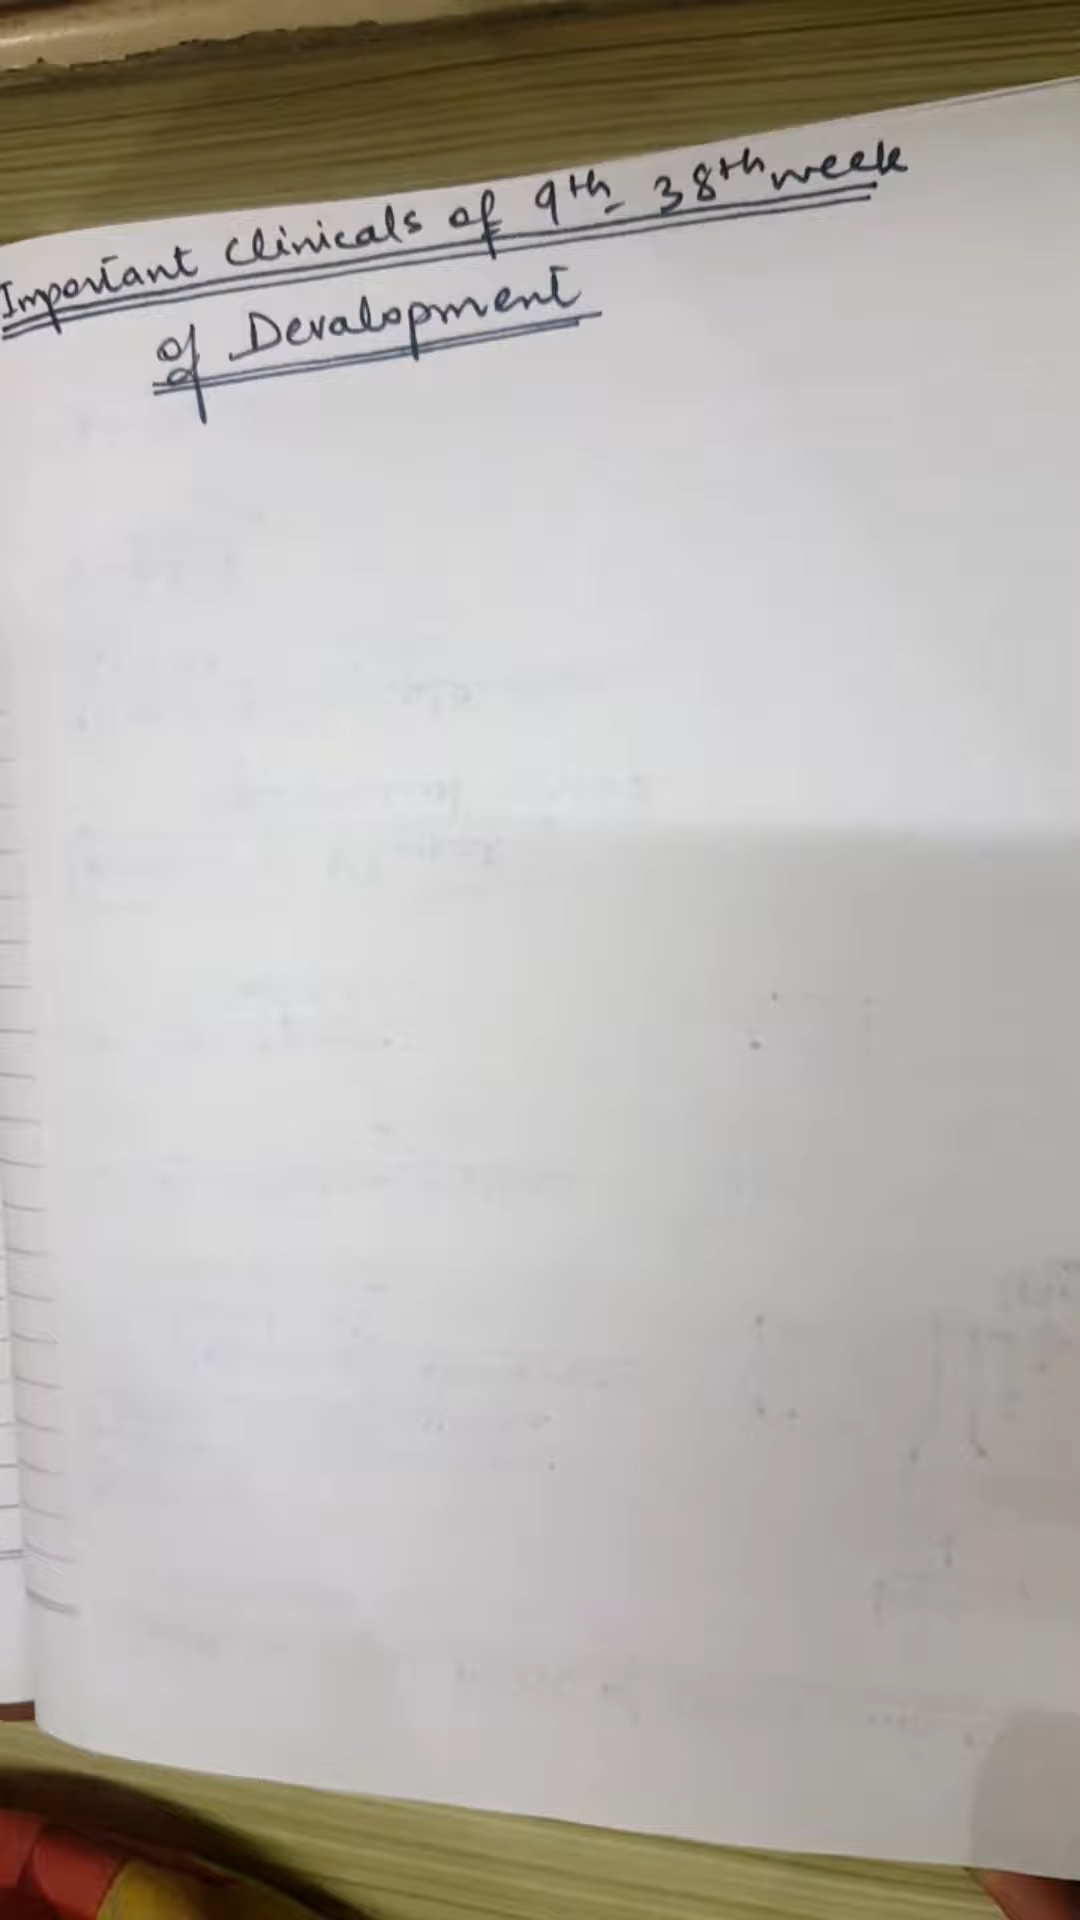 Important Clinicals of 9th - 38th week
of Devalopment